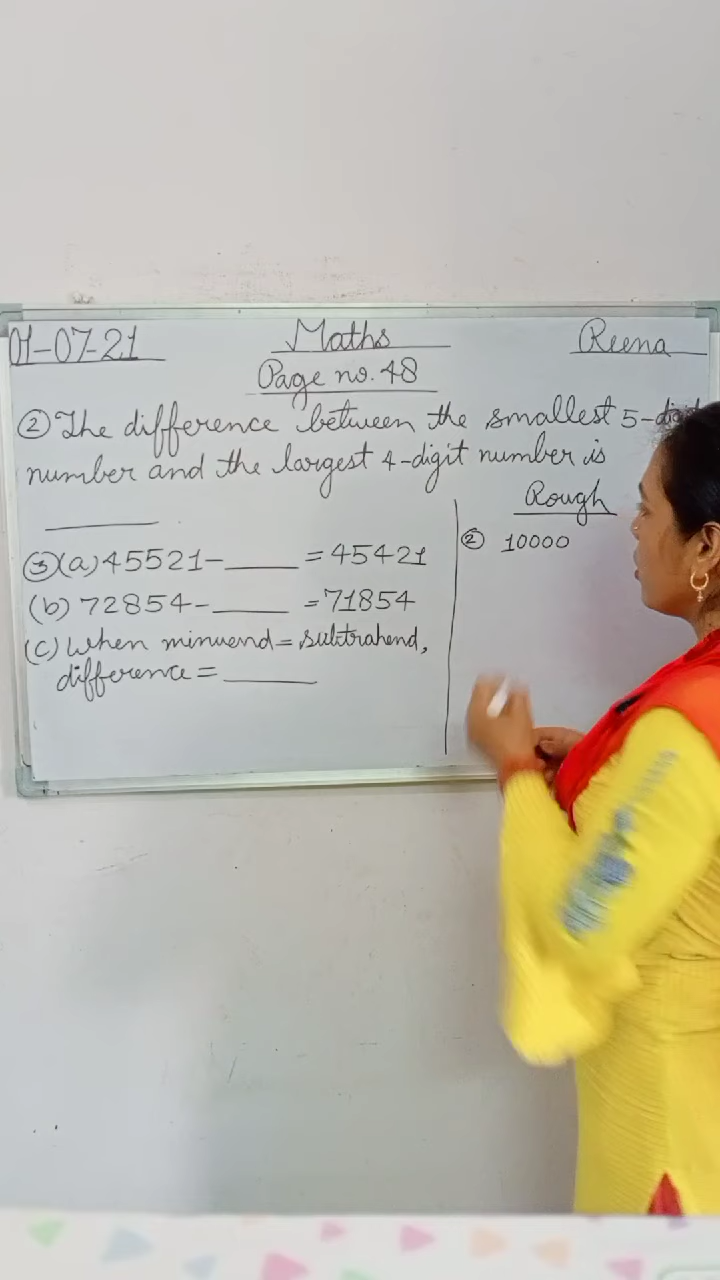 01-07-21 Maths Reena
Page no. 48
② The difference between the smallest 5-digit
number and the largest 4-digit number is
________
③ (a) 45521-_____ = 45421
(b) 72854-_____ = 71854
(c) When minuend = subtrahend,
difference = ______
Rough
② 10000